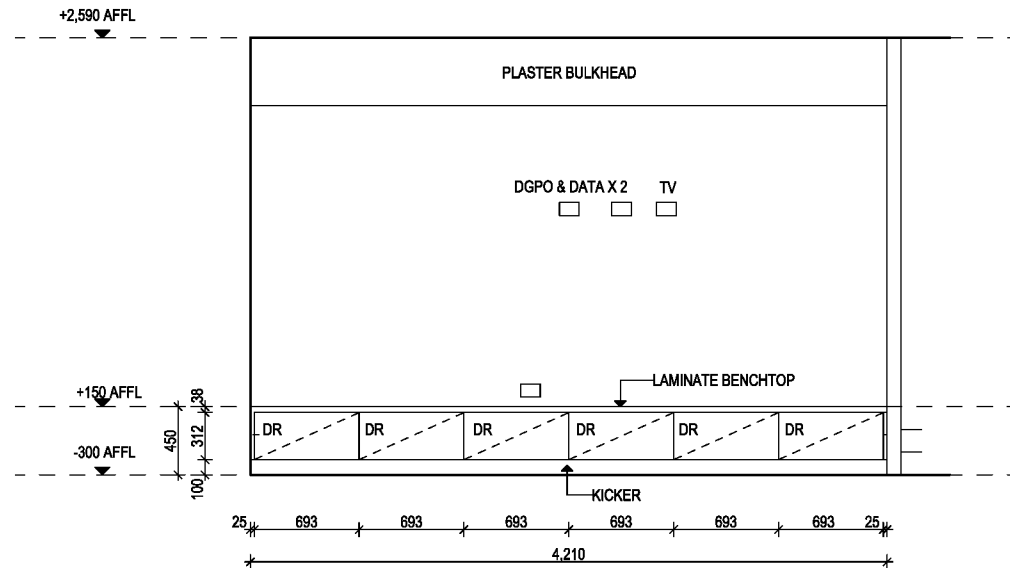 +2,590 AFFL
PLASTER BULKHEAD
DGPO & DATA X 2 TV
+150 AFFL
38
LAMINATE BENCHTOP
450
312
DR DR DR DR DR DR
-300 AFFL
100
KICKER
25 693 693 693 693 693 693 25
4,210